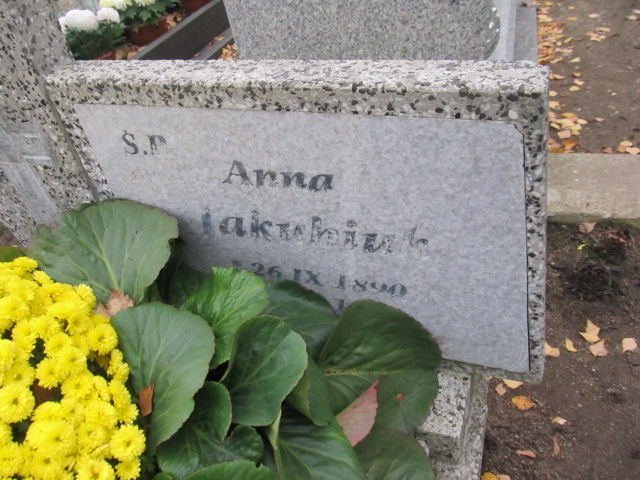 Ś.P
Anna
Jakubiuk
26 IX 1890